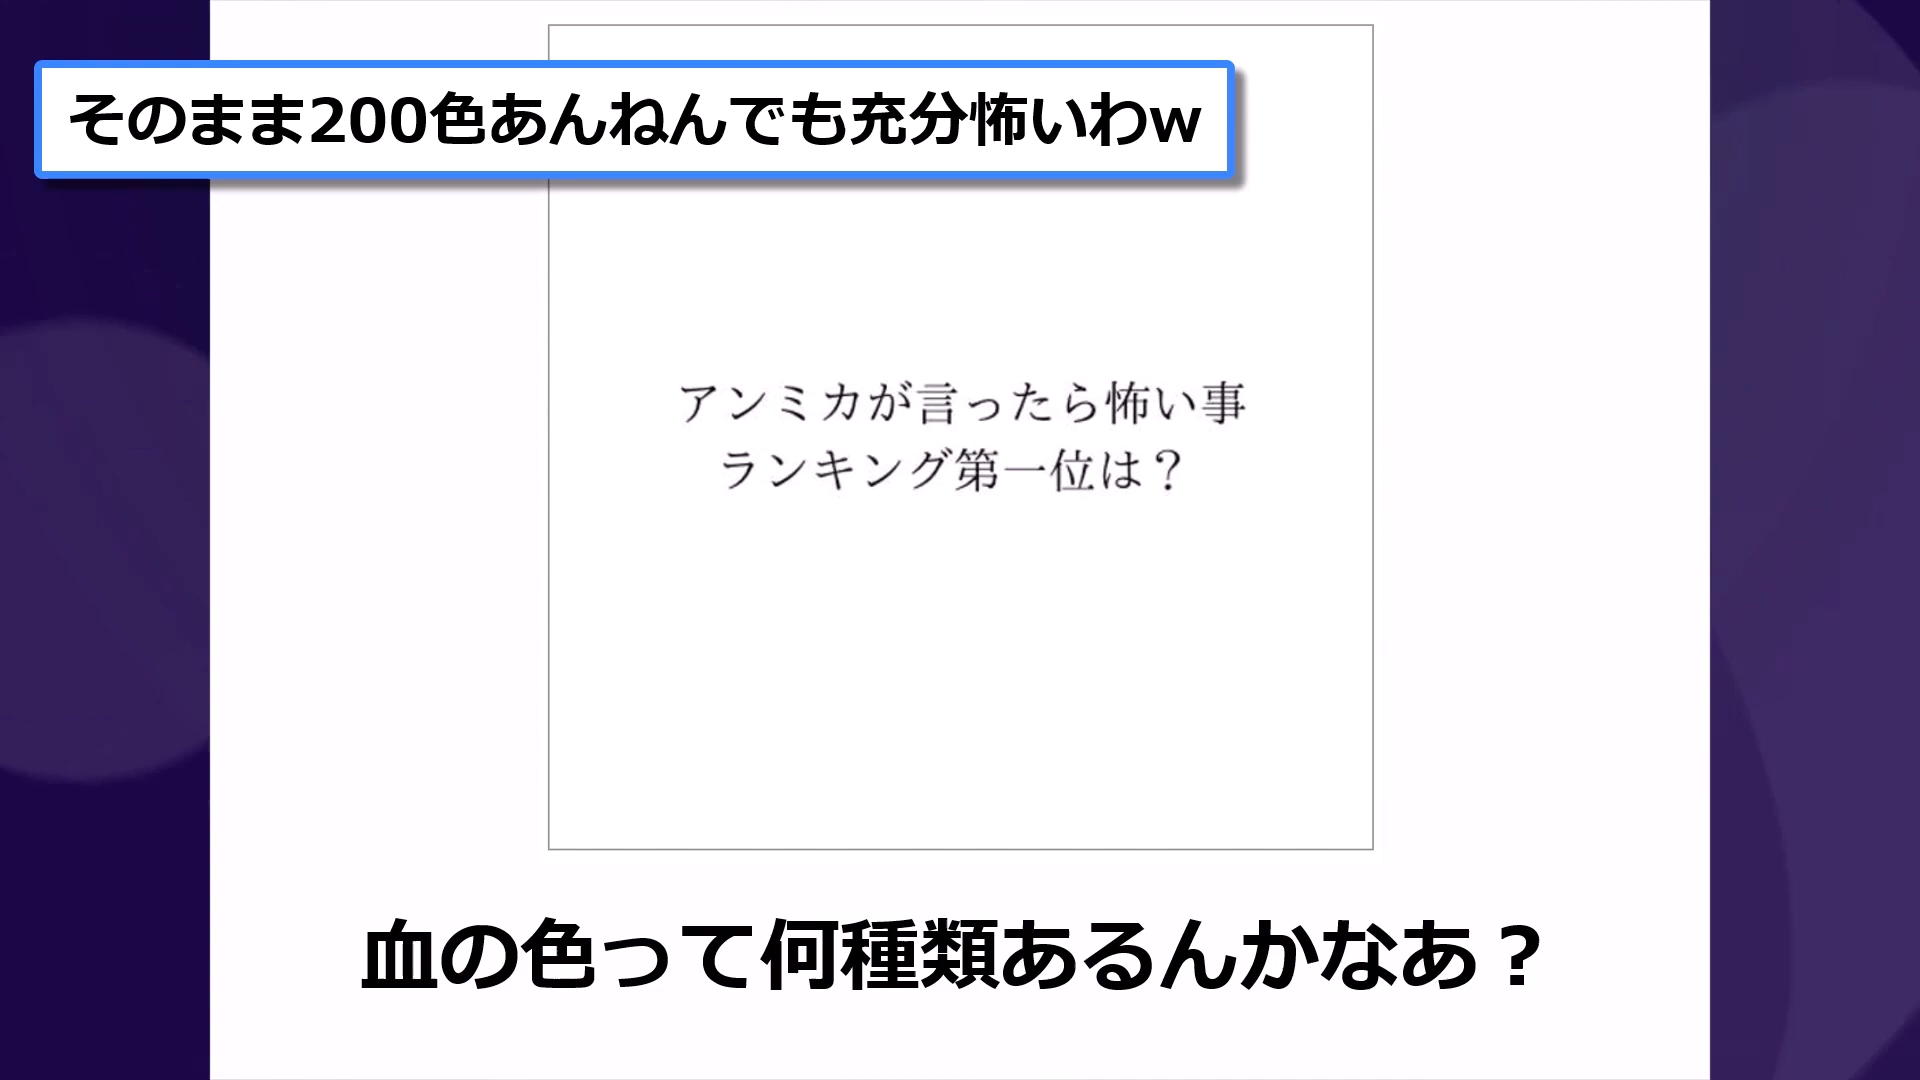 そのまま200色あんねんでも充分怖いわw
アンミカが言ったら怖い事
ランキング第一位は？
血の色って何種類あるんかなあ？